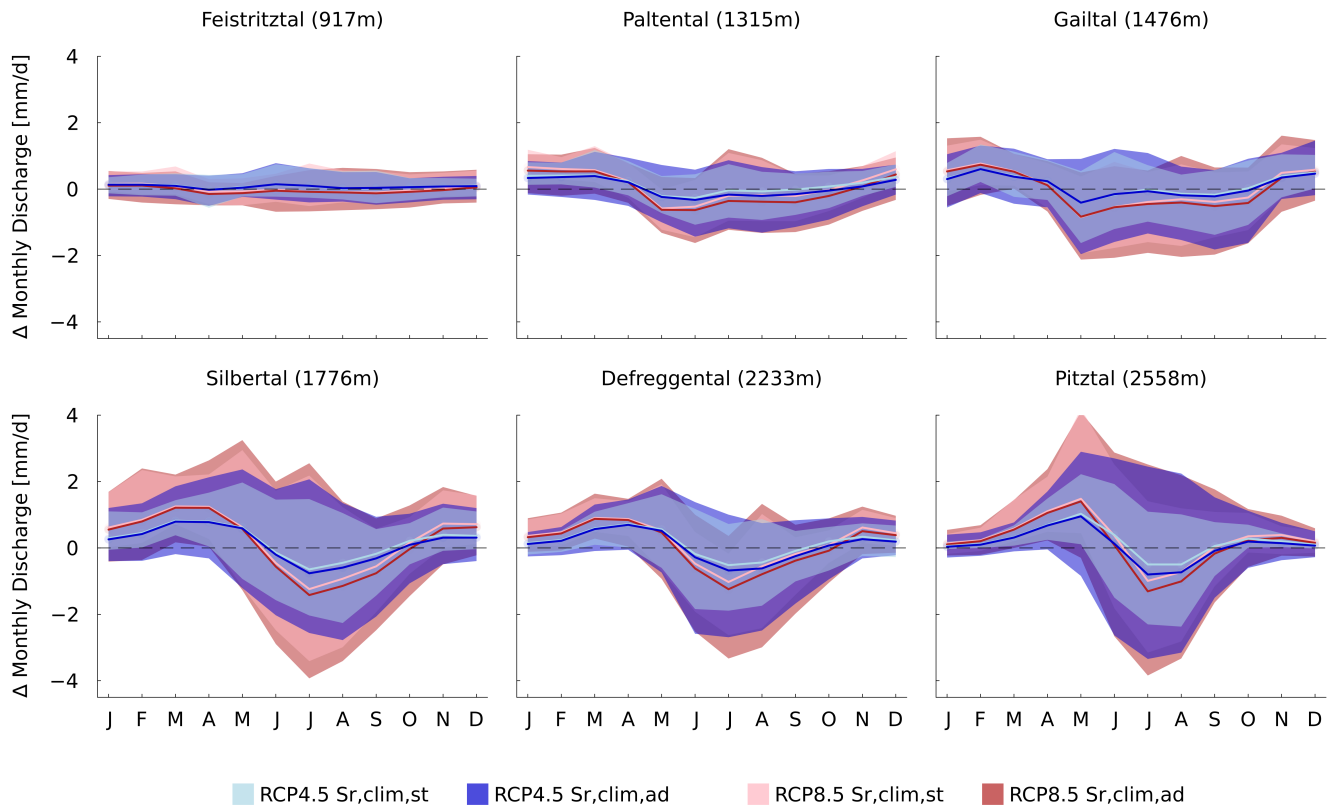 Feistritztal (917m) Paltental (1315m) Gailtal (1476m)
Δ Monthly Discharge [mm/d]
4
2
0
−2
−4
Silbertal (1776m) Defreggental (2233m) Pitztal (2558m)
Δ Monthly Discharge [mm/d]
4
2
0
−2
−4
J F M A M J J A S O N D J F M A M J J A S O N D J F M A M J J A S O N D
RCP4.5 Sr,clim,st RCP4.5 Sr,clim,ad RCP8.5 Sr,clim,st RCP8.5 Sr,clim,ad